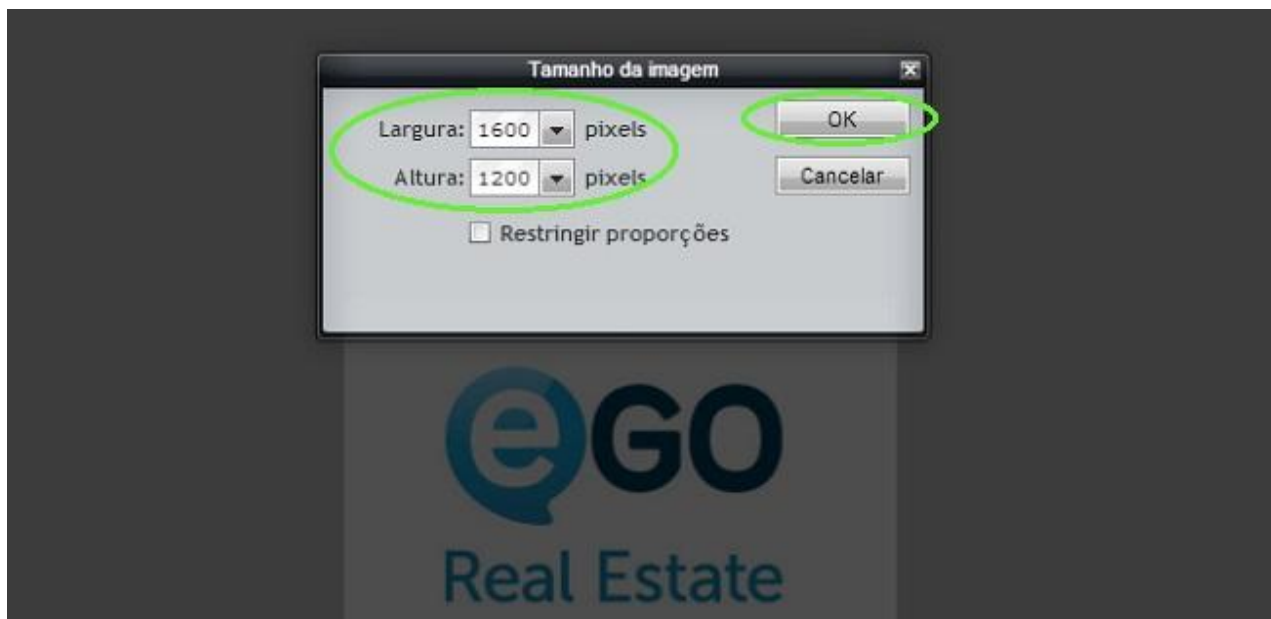 Tamanho da imagem
Largura: 1600 pixels
OK
Altura: 1200 pixels
Cancelar
Restringir proporções
eGO
Real Estate